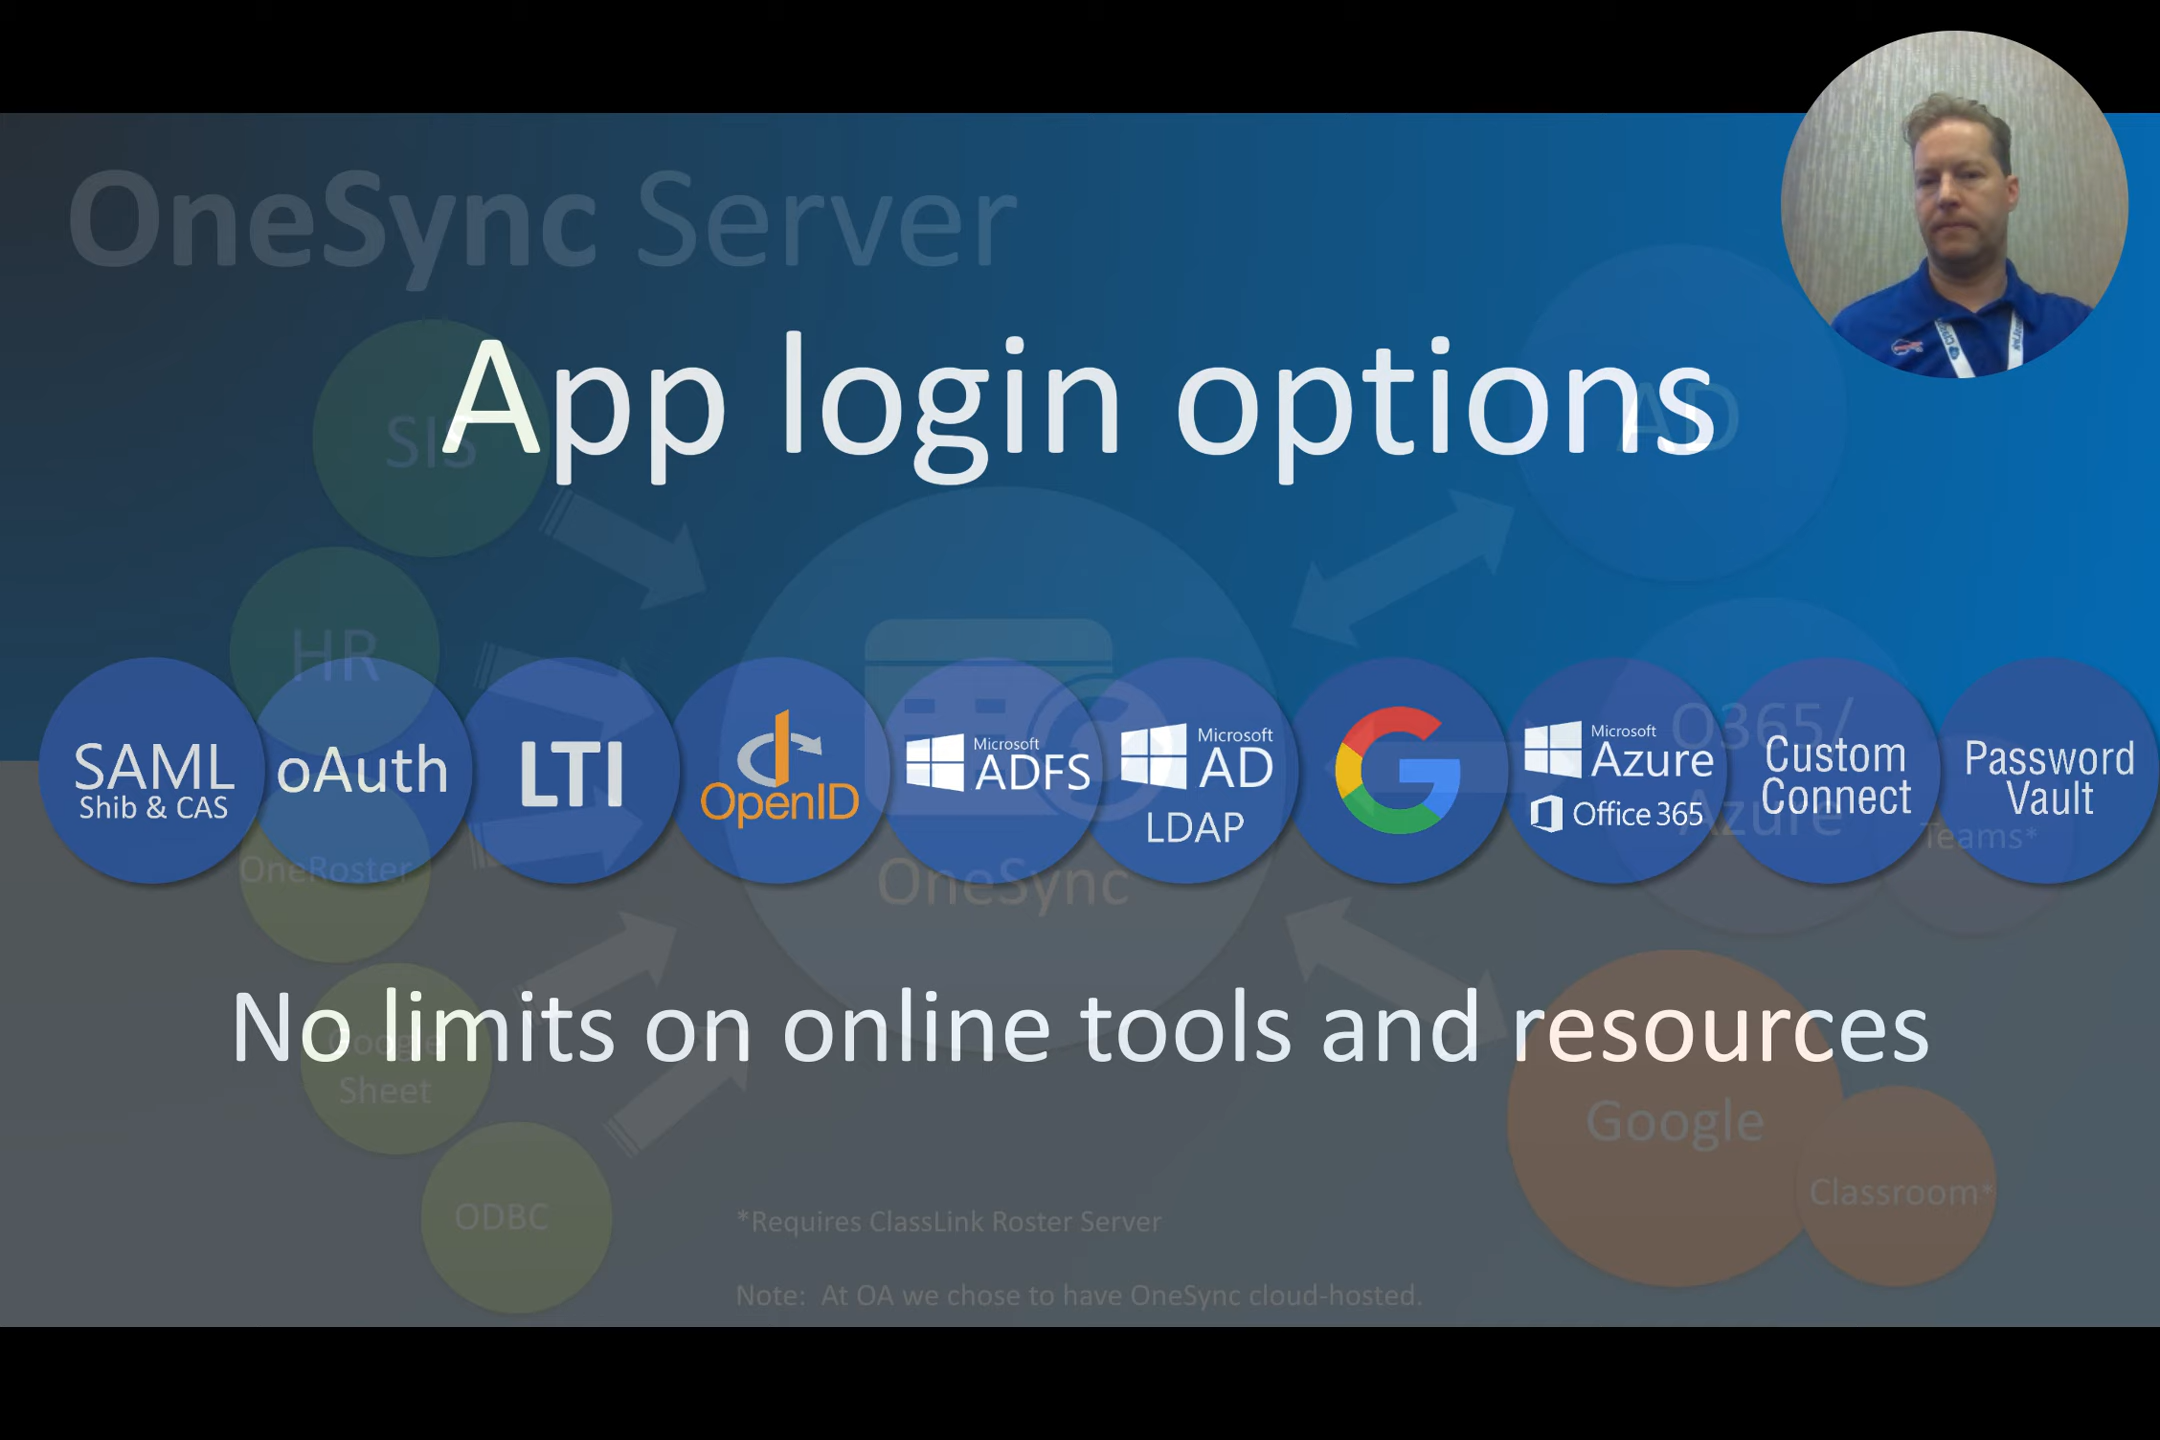 OneSync Server
App login options
SIS
AD
HR
SAML
Shib & CAS
oAuth
LTI
OpenID
Microsoft
ADFS
Microsoft
AD
LDAP
Microsoft
Azure
Office 365
O365/
Azure
Custom
Connect
Password
Vault
Teams*
OneRoster
OneSync
No limits on online tools and resources
Google
Sheet
Google
Classroom*
ODBC
*Requires ClassLink Roster Server
Note: At OA we chose to have OneSync cloud-hosted.